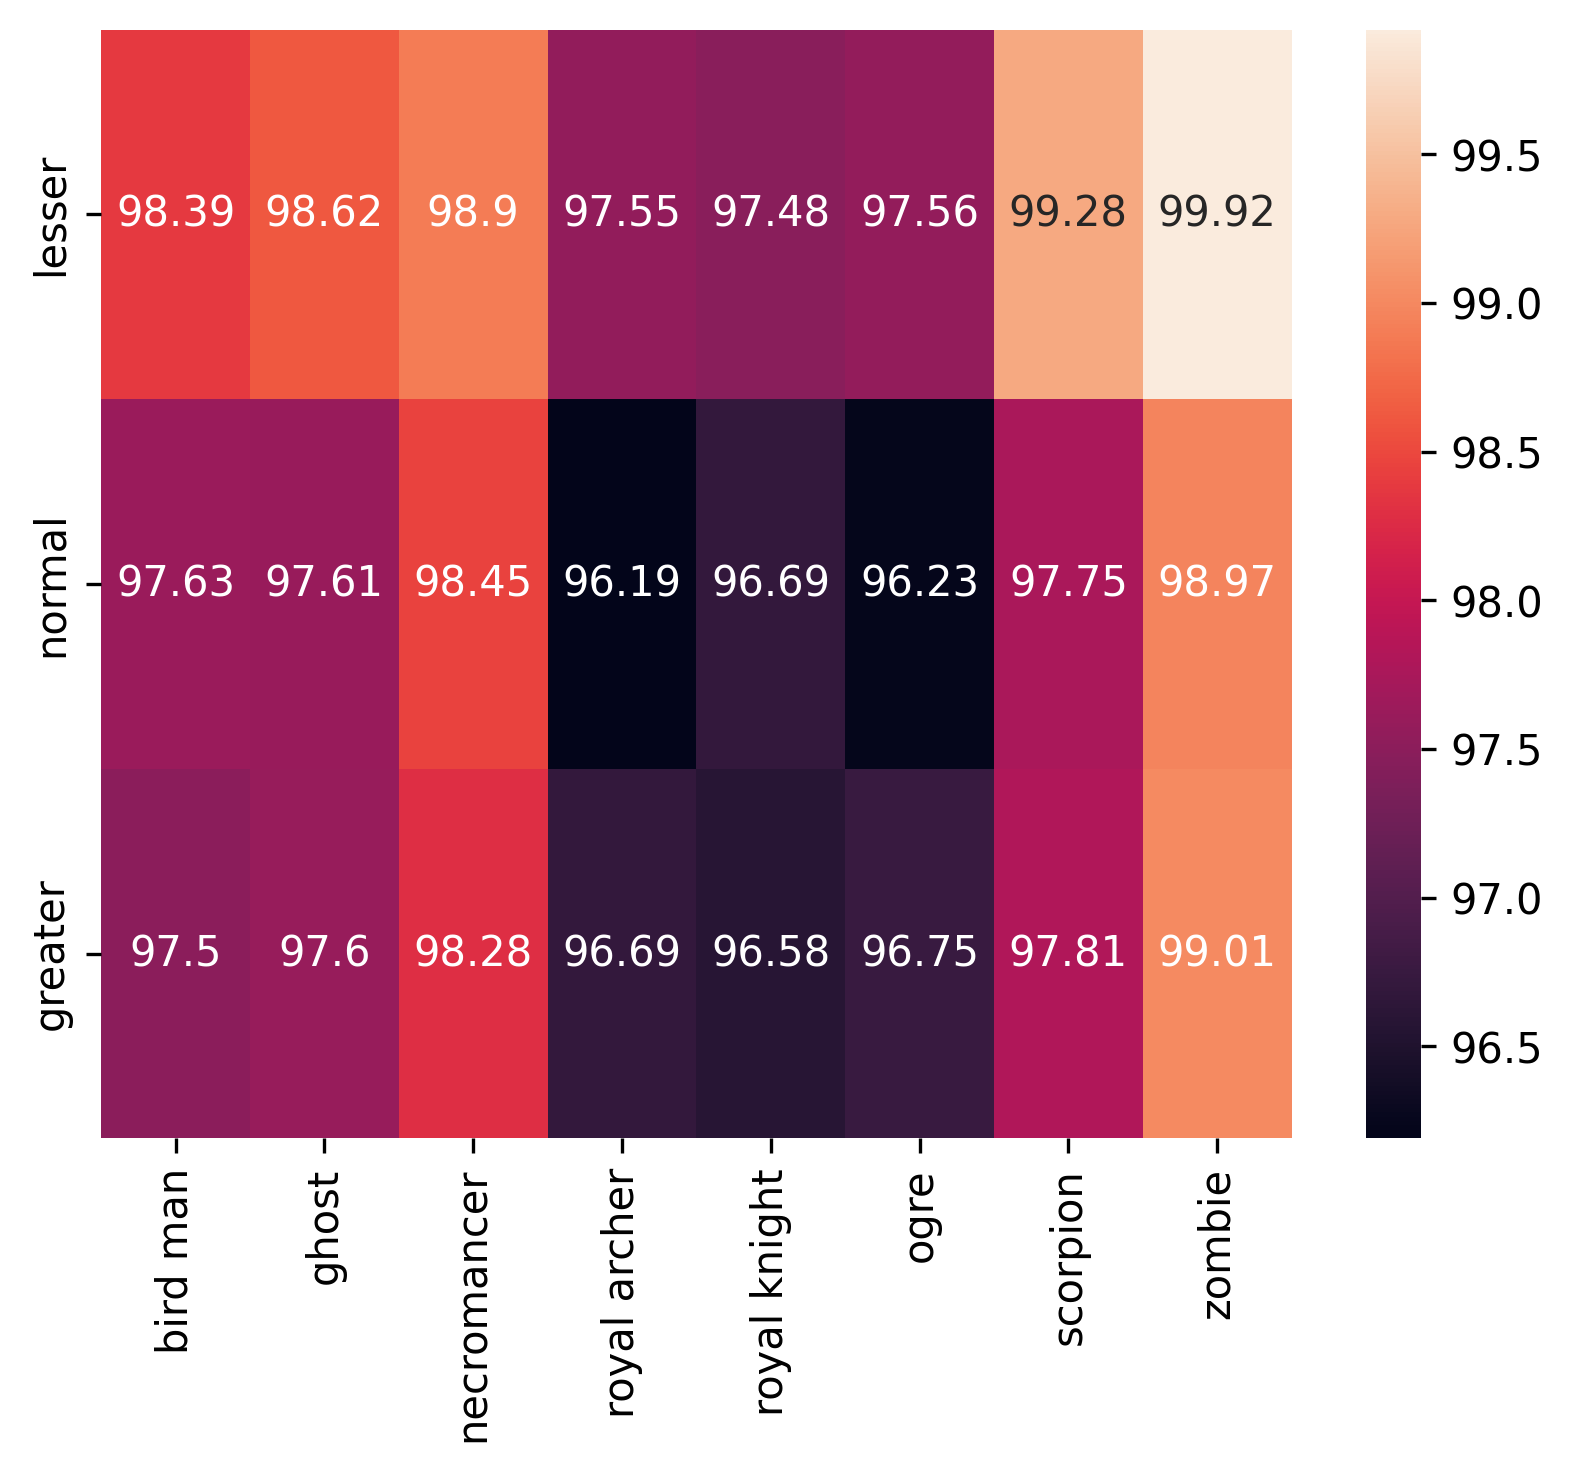 lesser 98.39 98.62 98.9 97.55 97.48 97.56 99.28 99.92
normal 97.63 97.61 98.45 96.19 96.69 96.23 97.75 98.97
greater 97.5 97.6 98.28 96.69 96.58 96.75 97.81 99.01
bird man
ghost
necromancer
royal archer
royal knight
ogre
scorpion
zombie
99.5
99.0
98.5
98.0
97.5
97.0
96.5